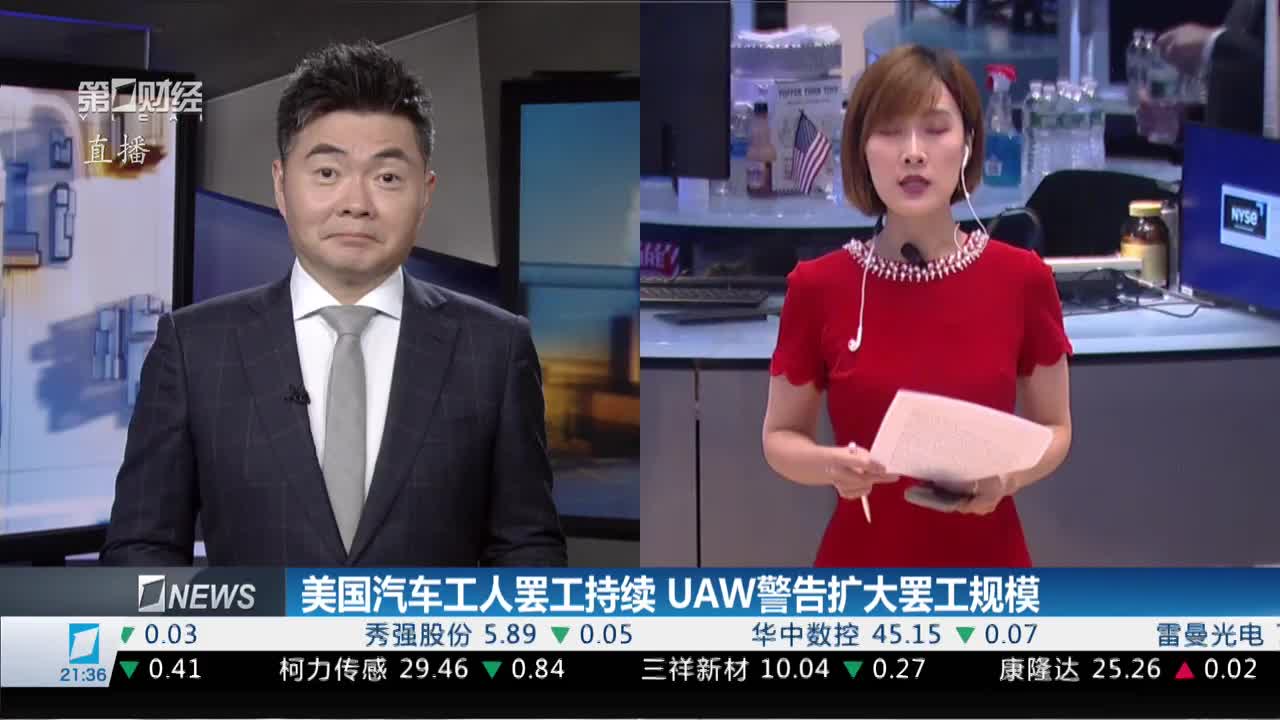 第一财经
YICAI
直播
NYSE
NEWS
美国汽车工人罢工持续 UAW警告扩大罢工规模
▼ 0.03 秀强股份 5.89 ▼ 0.05 华中数控 45.15 ▼ 0.07 雷曼光电
21:36
▼ 0.41 柯力传感 29.46 ▼ 0.84 三祥新材 10.04 ▼ 0.27 康隆达 25.26 ▲ 0.02